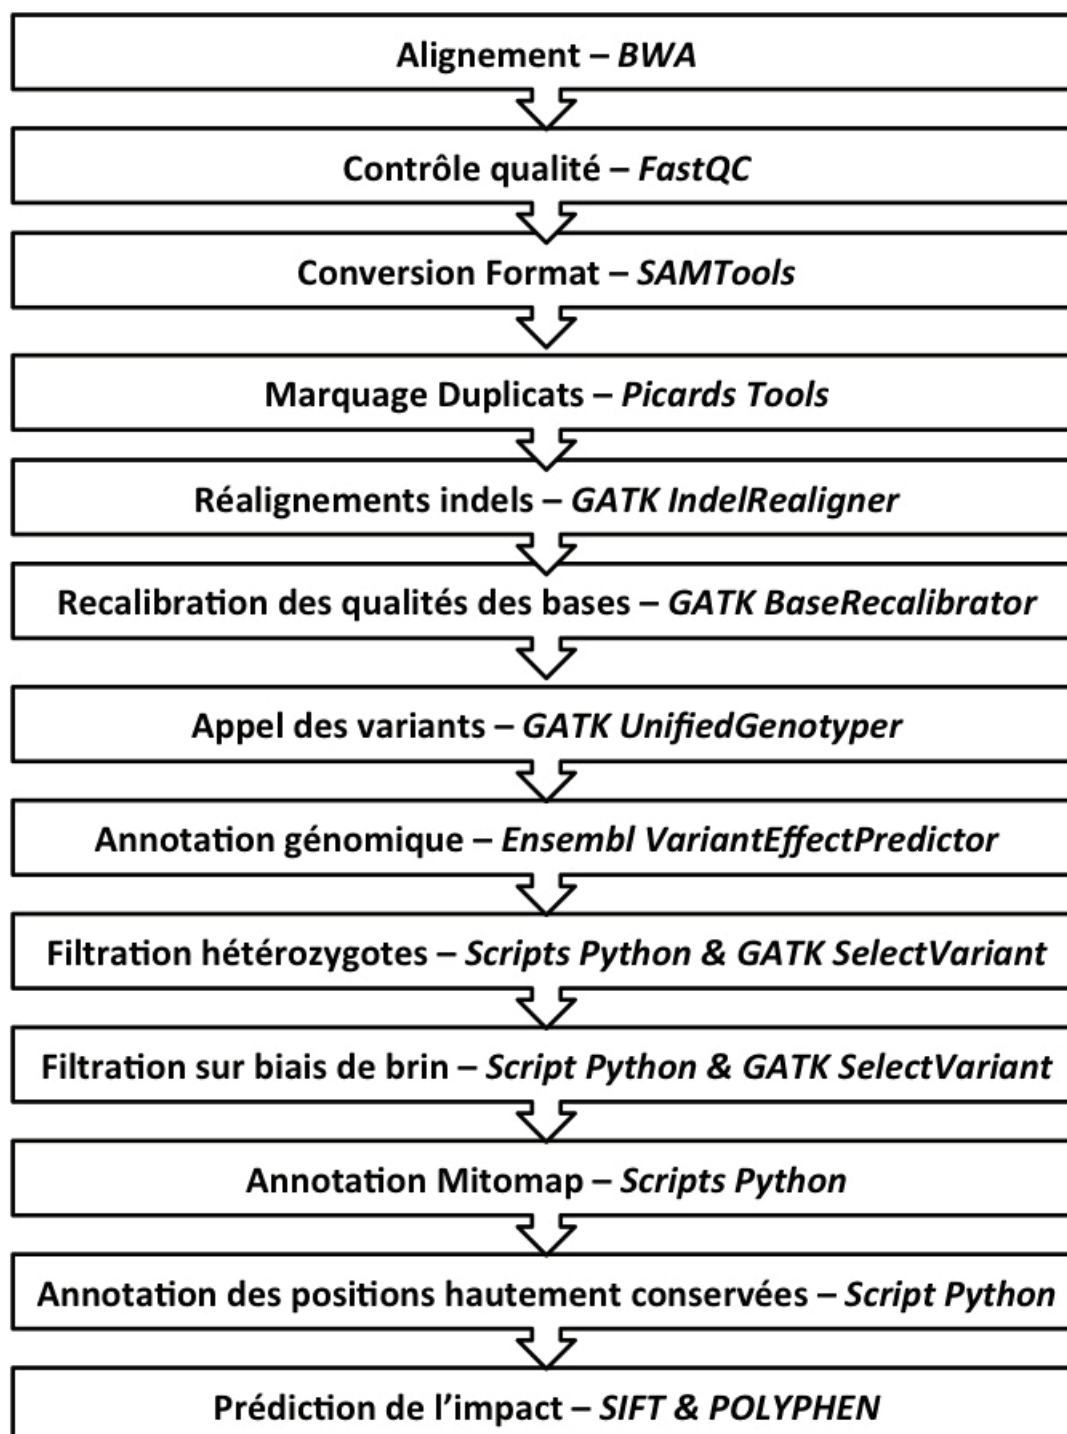 Alignement – BWA
Contrôle qualité – FastQC
Conversion Format – SAMTools
Marquage Duplicats – Picards Tools
Réalignements indels – GATK IndelRealigner
Recalibration des qualités des bases – GATK BaseRecalibrator
Appel des variants – GATK UnifiedGenotyper
Annotation génomique – Ensembl VariantEffectPredictor
Filtration hétérozygotes – Scripts Python & GATK SelectVariant
Filtration sur biais de brin – Script Python & GATK SelectVariant
Annotation Mitomap – Scripts Python
Annotation des positions hautement conservées – Script Python
Prédiction de l’impact – SIFT & POLYPHEN